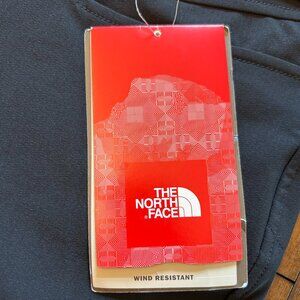 THE
NORTH
FACE
WIND RESISTANT